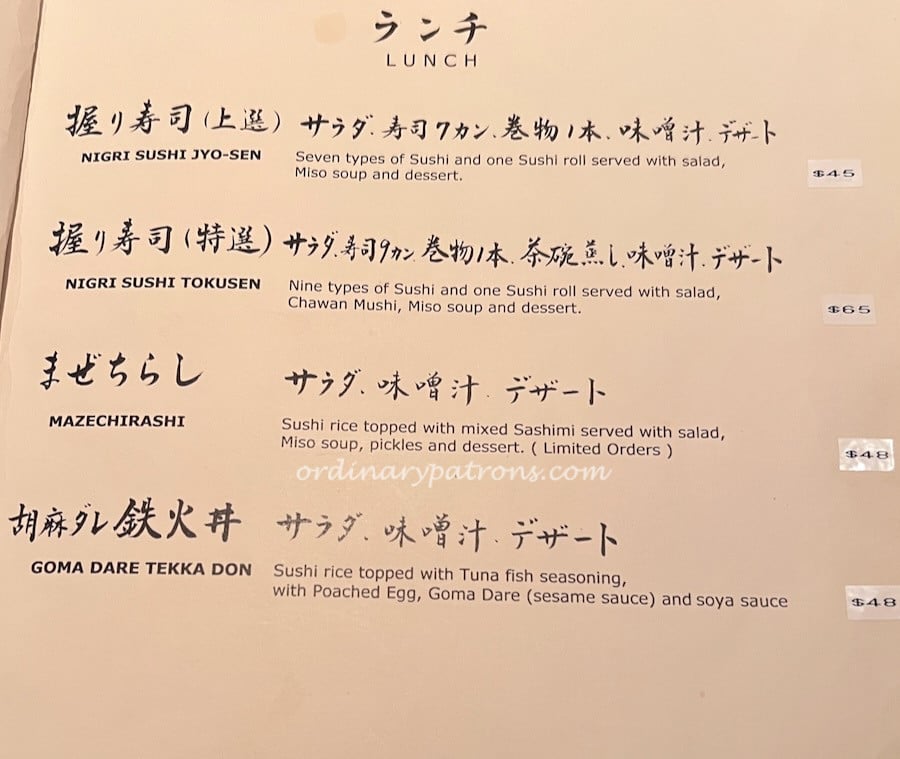 ランチ
LUNCH
握り寿司(上選) サラダ、寿司7カン、巻物1本、味噌汁、デザート
NIGRI SUSHI JYO-SEN
Seven types of Sushi and one Sushi roll served with salad,
Miso soup and dessert.
$45
握り寿司(特選) サラダ、寿司9カン 巻物1本、茶碗蒸し、味噌汁、デザート
NIGRI SUSHI TOKUSEN
Nine types of Sushi and one Sushi roll served with salad,
Chawan Mushi, Miso soup and dessert.
$65
まぜちらし サラダ、味噌汁、デザート
MAZECHIRASHI
Sushi rice topped with mixed Sashimi served with salad,
Miso soup, pickles and dessert. ( Limited Orders )
$48
ordinarypatrons.com
胡麻ダレ鉄火丼 サラダ、味噌汁、デザート
GOMA DARE TEKKA DON
Sushi rice topped with Tuna fish seasoning,
with Poached Egg, Goma Dare (sesame sauce) and soya sauce
$48